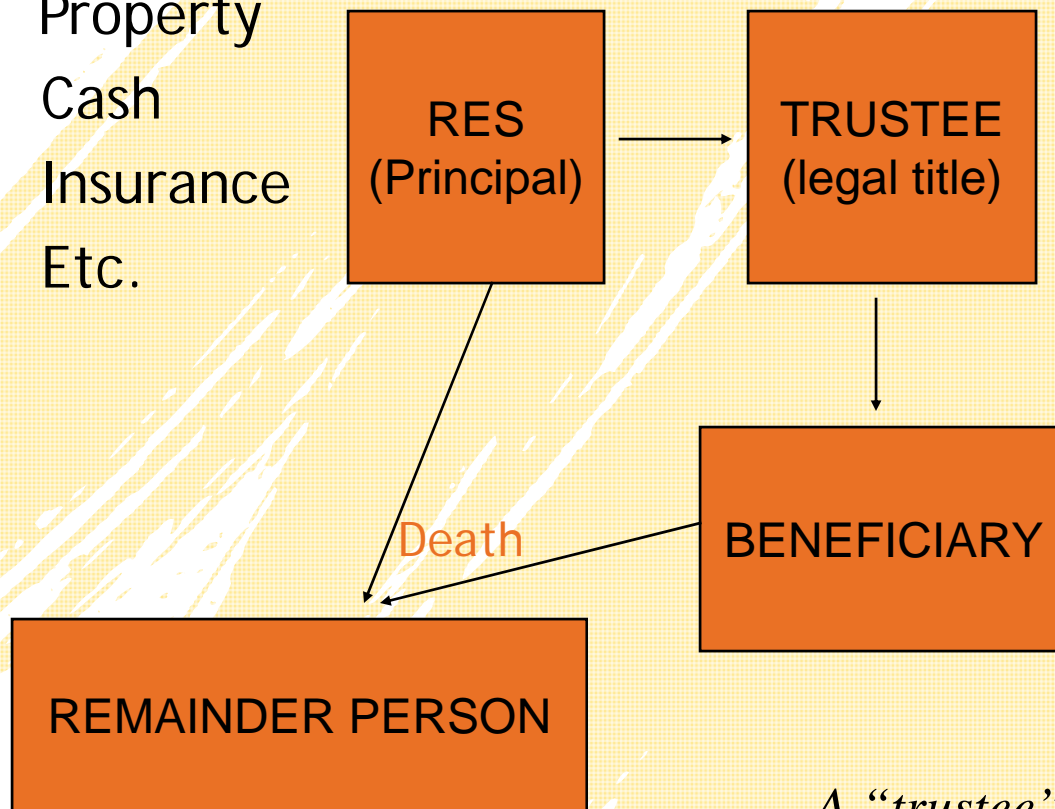 Property
Cash
Insurance
Etc.
RES
(Principal)
TRUSTEE
(legal title)
Death
BENEFICIARY
REMAINDER PERSON
A “trustee”